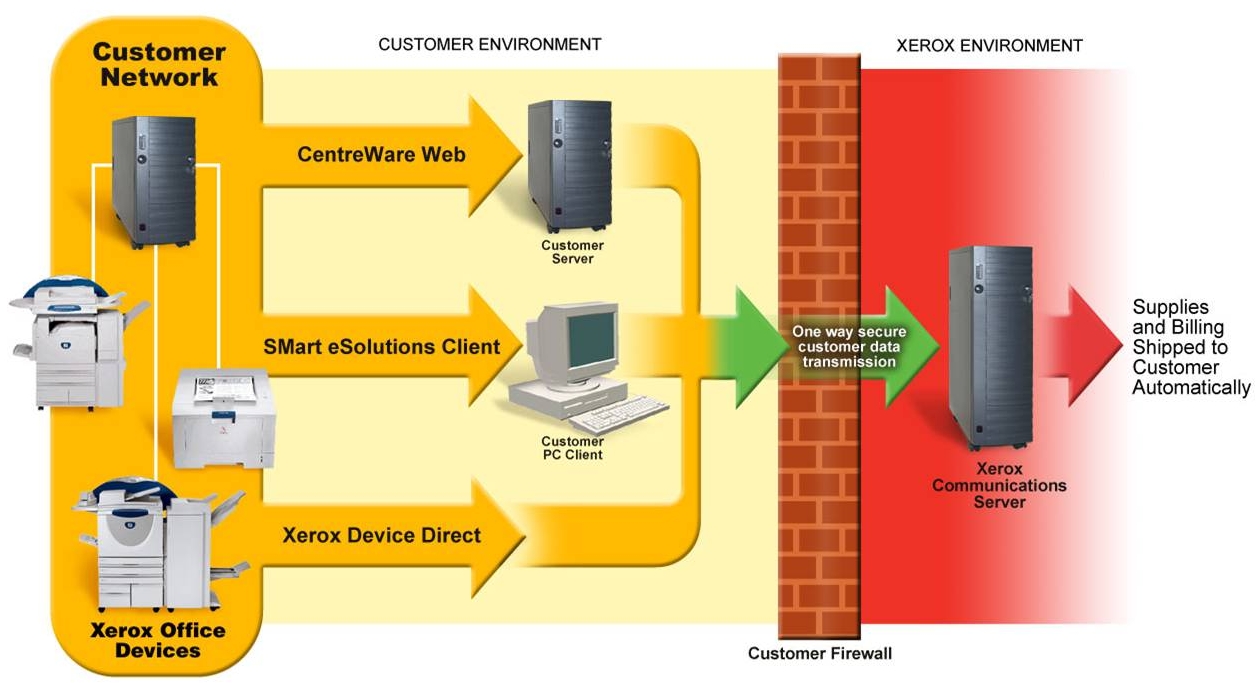 Customer
Network
CUSTOMER ENVIRONMENT
XEROX ENVIRONMENT
CentreWare Web
Customer
Server
SMart eSolutions Client
Customer
PC Client
One way secure
customer data
transmission
Supplies
and Billing
Shipped to
Customer
Automatically
Xerox
Communications
Server
Xerox Device Direct
Xerox Office
Devices
Customer Firewall